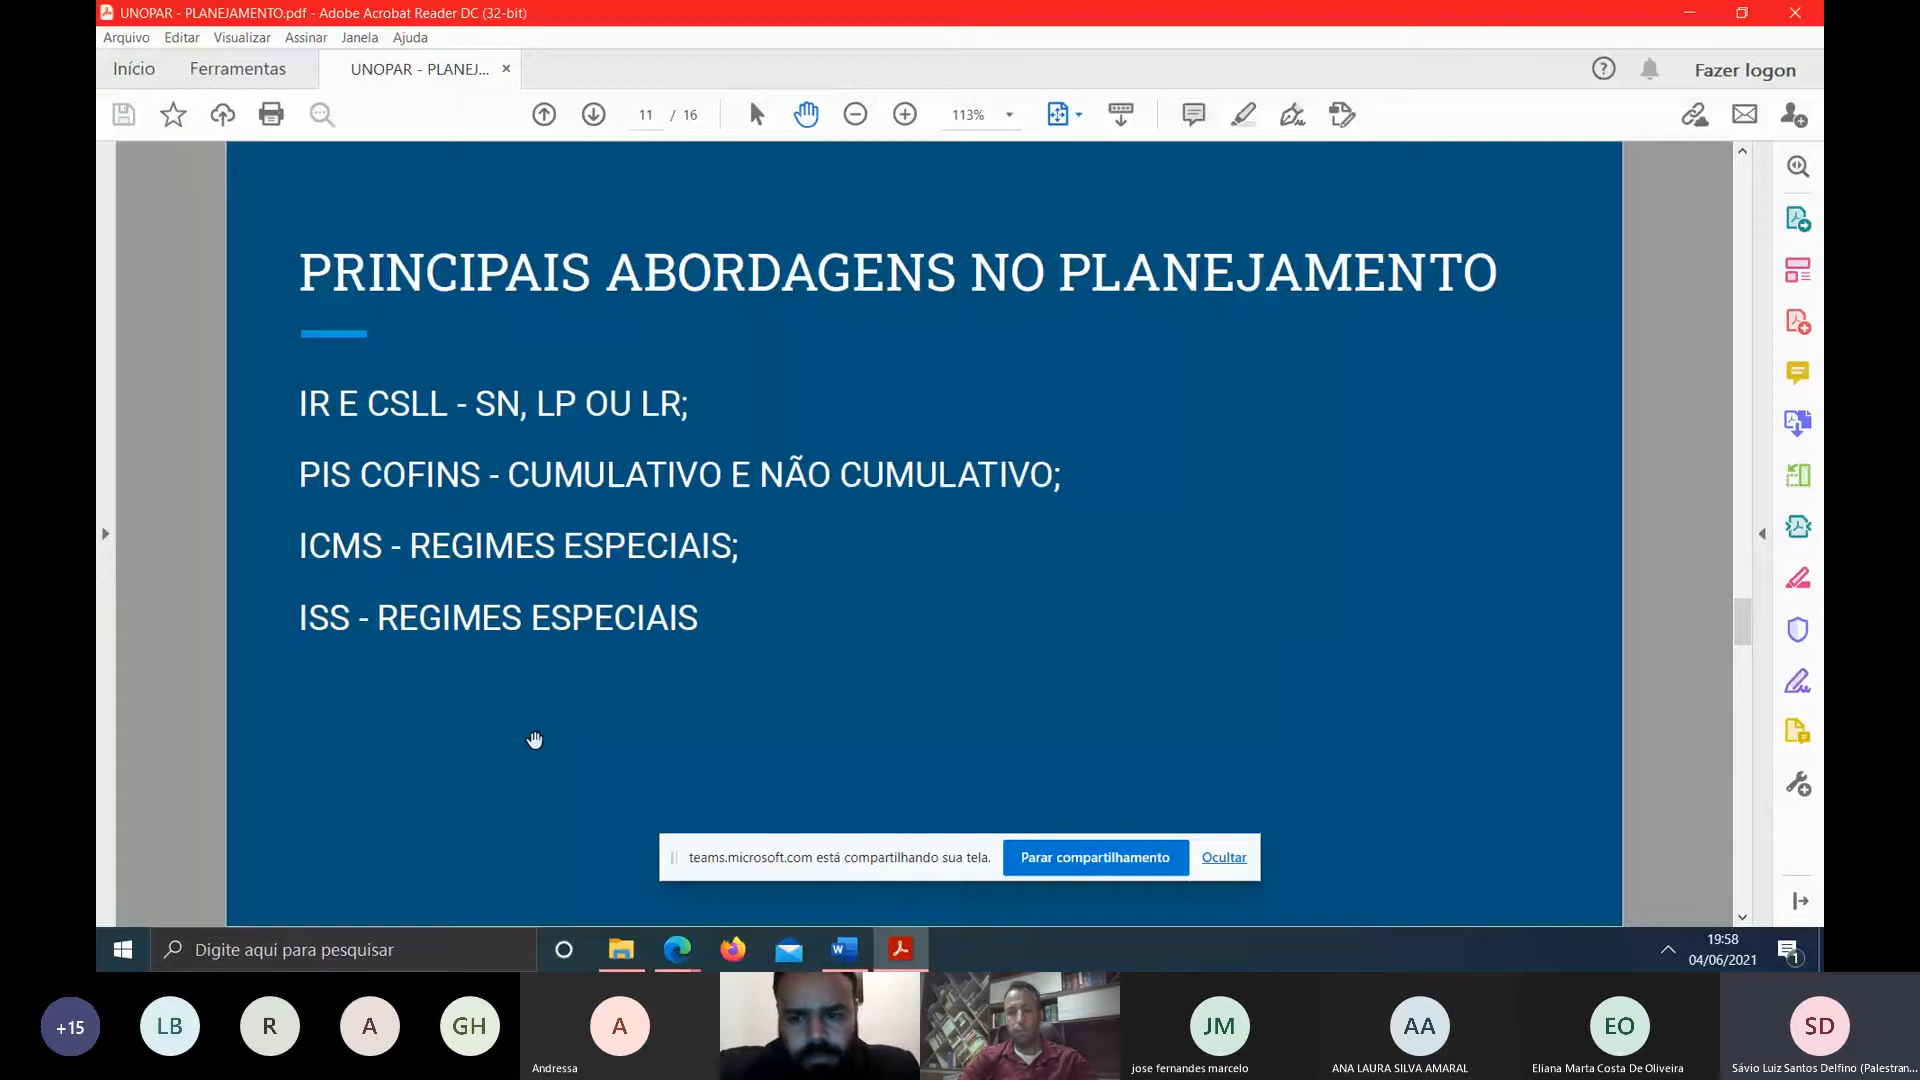 UNOPAR - PLANEJAMENTO.pdf - Adobe Acrobat Reader DC (32-bit)
Arquivo Editar Visualizar Assinar Janela Ajuda
Início Ferramentas UNOPAR - PLANEJ... Fazer logon
11 / 16 113%
PRINCIPAIS ABORDAGENS NO PLANEJAMENTO
IR E CSLL - SN, LP OU LR;
PIS COFINS - CUMULATIVO E NÃO CUMULATIVO;
ICMS - REGIMES ESPECIAIS;
ISS - REGIMES ESPECIAIS
teams.microsoft.com está compartilhando sua tela. Parar compartilhamento Ocultar
Digite aqui para pesquisar
19:58
04/06/2021
1
+15 LB R A GH A JM AA EO SD
Andressa jose fernandes marcelo ANA LAURA SILVA AMARAL Eliana Marta Costa De Oliveira Sávio Luiz Santos Delfino (Palestran...